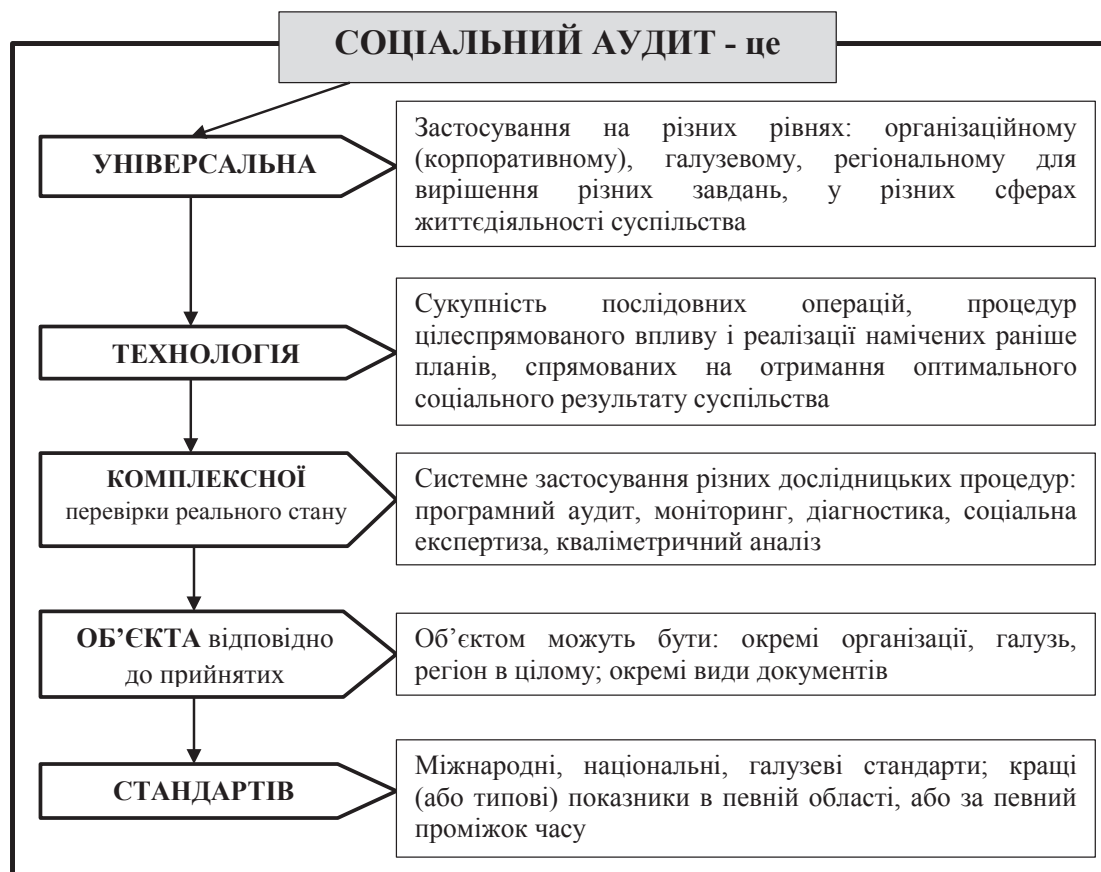 СОЦІАЛЬНИЙ АУДИТ - це
УНІВЕРСАЛЬНА
Застосування на різних рівнях: організаційному
(корпоративному), галузевому, регіональному для
вирішення різних завдань, у різних сферах
життєдіяльності суспільства
ТЕХНОЛОГІЯ
Сукупність послідовних операцій, процедур
цілеспрямованого впливу і реалізації намічених раніше
планів, спрямованих на отримання оптимального
соціального результату суспільства
КОМПЛЕКСНОЇ
перевірки реального стану
Системне застосування різних дослідницьких процедур:
програмний аудит, моніторинг, діагностика, соціальна
експертиза, кваліметричний аналіз
ОБ’ЄКТА відповідно
до прийнятих
Об’єктом можуть бути: окремі організації, галузь,
регіон в цілому; окремі види документів
СТАНДАРТІВ
Міжнародні, національні, галузеві стандарти; кращі
(або типові) показники в певній області, або за певний
проміжок часу